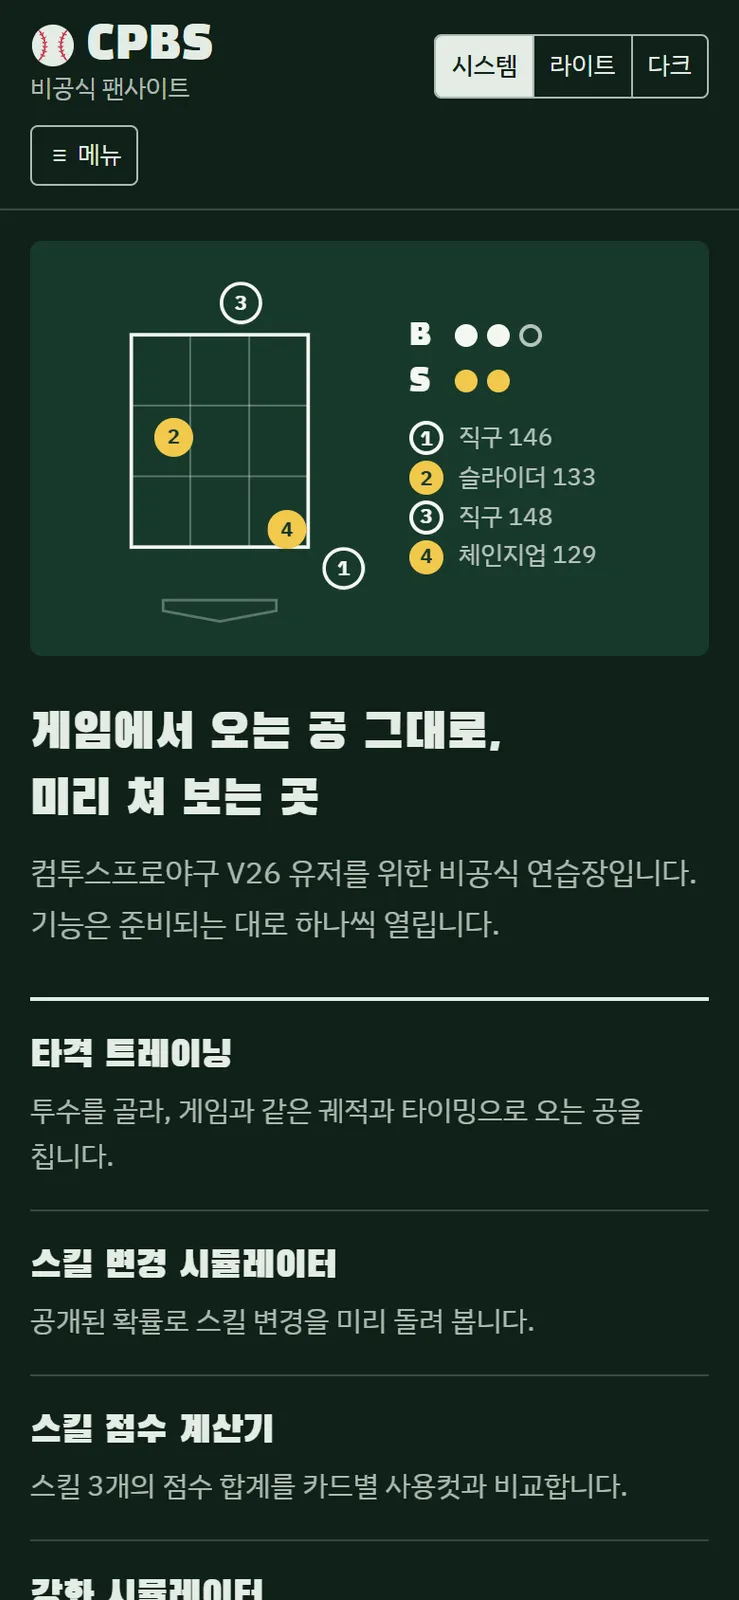 CPBS
비공식 팬사이트
시스템 라이트 다크
≡ 메뉴
3
2
4
1
B
S
1 직구 146
2 슬라이더 133
3 직구 148
4 체인지업 129
게임에서 오는 공 그대로,
미리 쳐 보는 곳
컴투스프로야구 V26 유저를 위한 비공식 연습장입니다.
기능은 준비되는 대로 하나씩 열립니다.
타격 트레이닝
투수를 골라, 게임과 같은 궤적과 타이밍으로 오는 공을
칩니다.
스킬 변경 시뮬레이터
공개된 확률로 스킬 변경을 미리 돌려 봅니다.
스킬 점수 계산기
스킬 3개의 점수 합계를 카드별 사용컷과 비교합니다.
강화 시뮬레이터